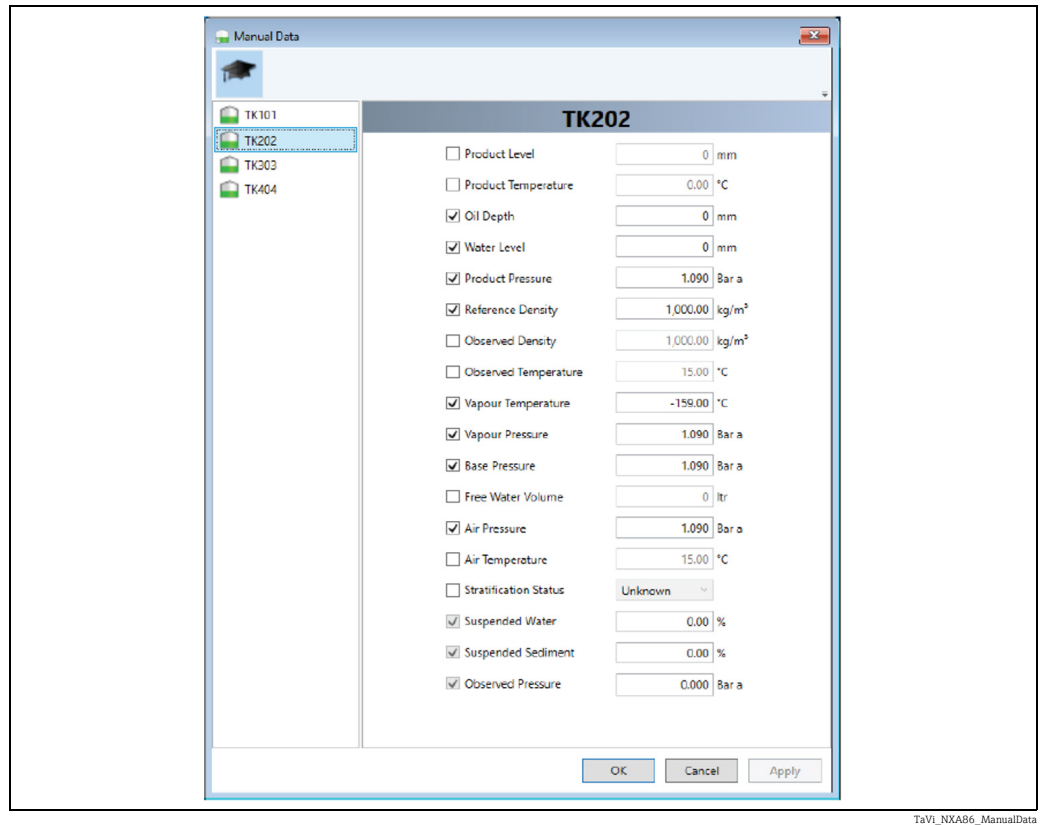 Manual Data
TK101
TK202
TK303
TK404
TK202
Product Level 0 mm
Product Temperature 0.00 °C
Oil Depth 0 mm
Water Level 0 mm
Product Pressure 1.090 Bar a
Reference Density 1,000.00 kg/m³
Observed Density 1,000.00 kg/m³
Observed Temperature 15.00 °C
Vapour Temperature -159.00 °C
Vapour Pressure 1.090 Bar a
Base Pressure 1.090 Bar a
Free Water Volume 0 ltr
Air Pressure 1.090 Bar a
Air Temperature 15.00 °C
Stratification Status Unknown
Suspended Water 0.00 %
Suspended Sediment 0.00 %
Observed Pressure 0.000 Bar a
OK Cancel Apply
TaVi_NXA86_ManualData